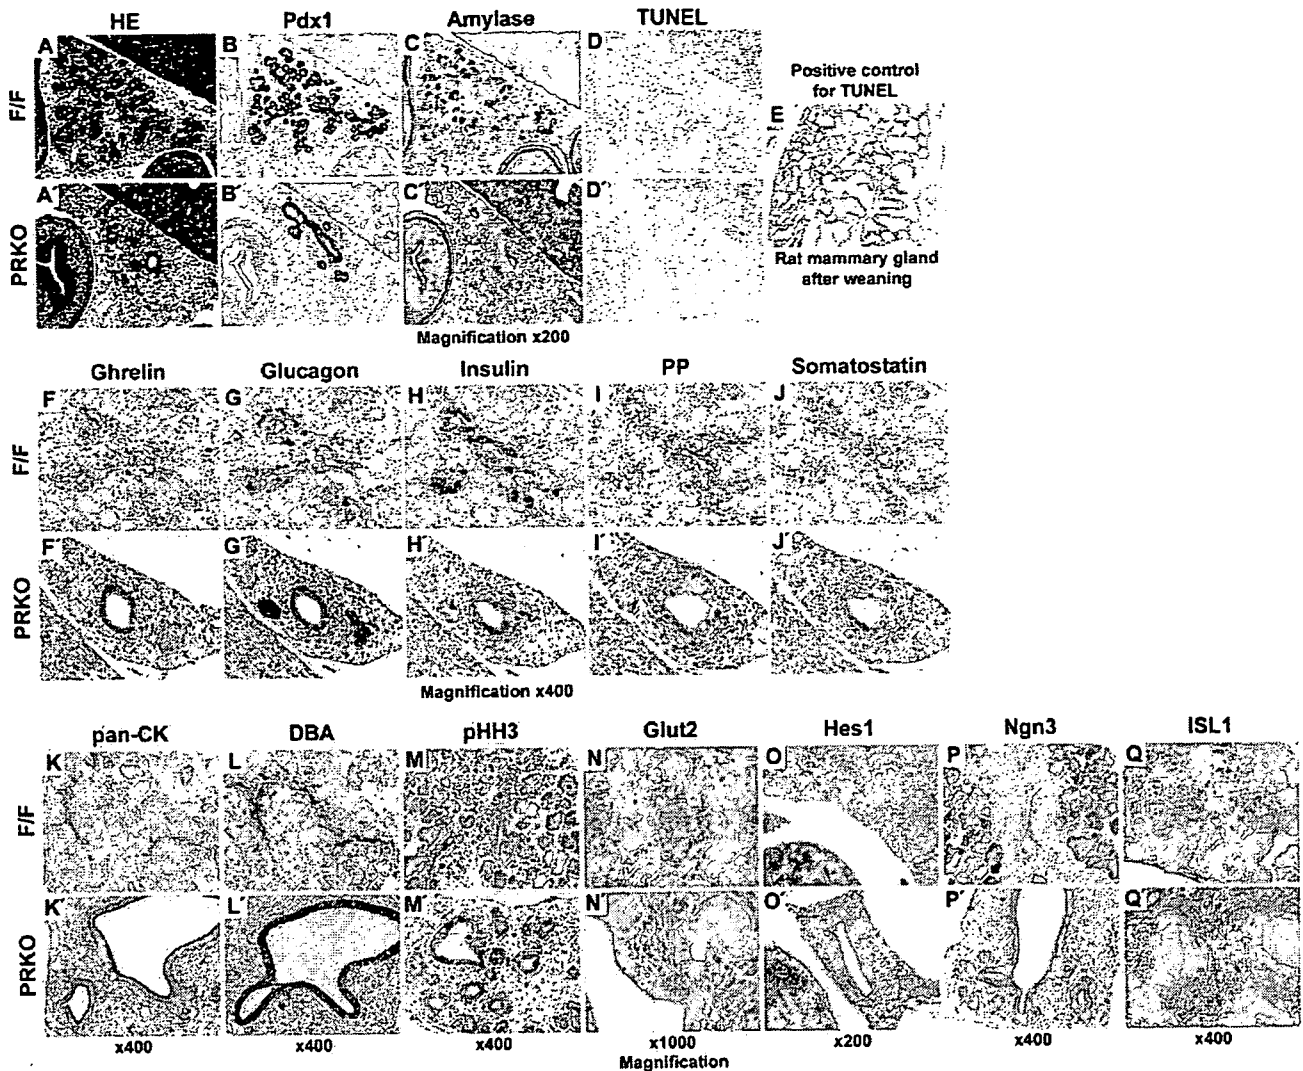 HE Pdx1 Amylase TUNEL
A B C D
F/F
Positive control
for TUNEL
E
A´ B´ C´ D´
PRKO
Rat mammary gland
after weaning
Magnification x200
Ghrelin Glucagon Insulin PP Somatostatin
F G H I J
F/F
F´ G´ H´ I´ J´
PRKO
Magnification x400
pan-CK DBA pHH3 Glut2 Hes1 Ngn3 ISL1
K L M N O P Q
F/F
K´ L´ M´ N´ O´ P´ Q´
PRKO
x400 x400 x400 x1000 x200 x400 x400
Magnification